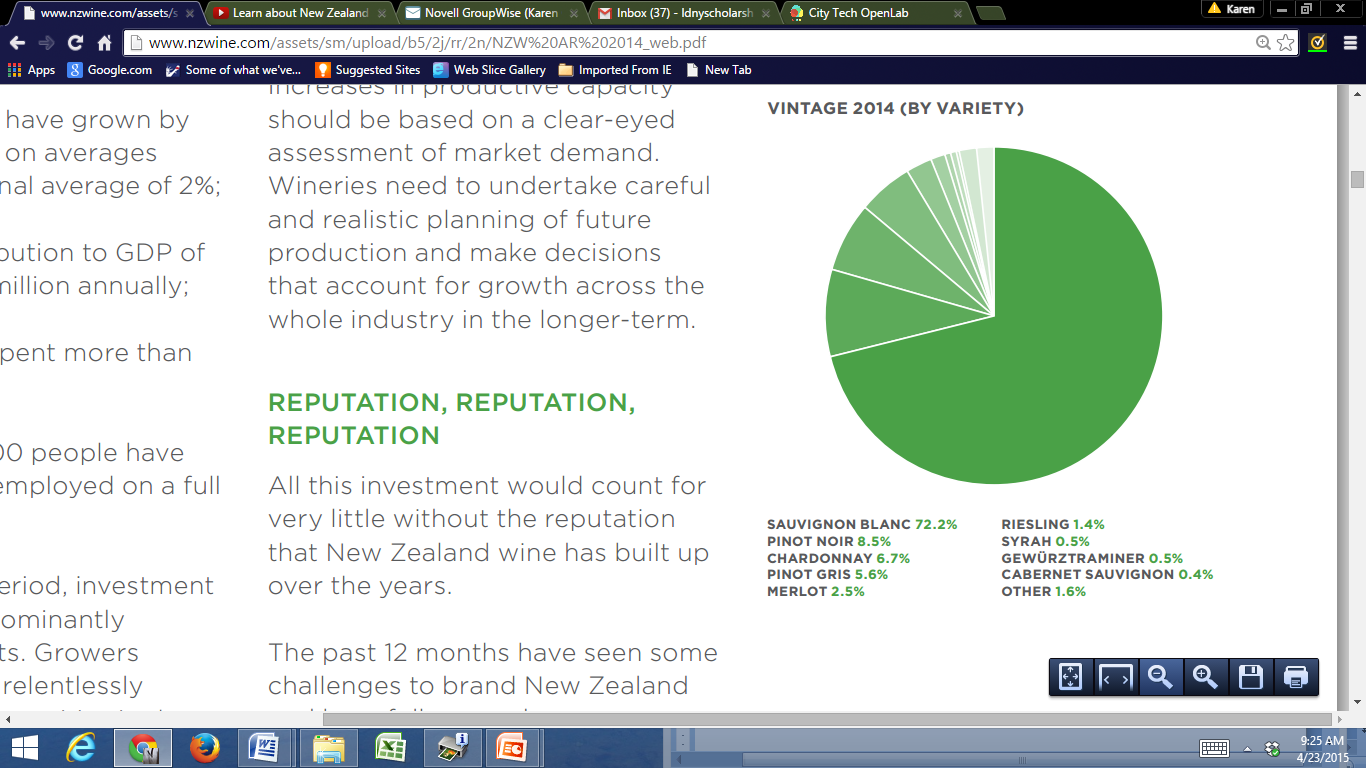 www.nzwine.com/assets/s
Learn about New Zealand
Novell GroupWise (Karen
Inbox (37) - ldnyscholarsh
City Tech OpenLab
Karen
www.nzwine.com/assets/sm/upload/b5/2j/rr/2n/NZW%20AR%202014_web.pdf
Apps
Google.com
Some of what we've...
Suggested Sites
Web Slice Gallery
Imported From IE
New Tab
have grown by
on averages
nal average of 2%;
bution to GDP of
million annually;
spent more than
00 people have
employed on a full
eriod, investment
dominantly
ts. Growers
relentlessly
increases in productive capacity
should be based on a clear-eyed
assessment of market demand.
Wineries need to undertake careful
and realistic planning of future
production and make decisions
that account for growth across the
whole industry in the longer-term.
REPUTATION, REPUTATION,
REPUTATION
All this investment would count for
very little without the reputation
that New Zealand wine has built up
over the years.
The past 12 months have seen some
challenges to brand New Zealand
VINTAGE 2014 (BY VARIETY)
SAUVIGNON BLANC 72.2%
PINOT NOIR 8.5%
CHARDONNAY 6.7%
PINOT GRIS 5.6%
MERLOT 2.5%
RIESLING 1.4%
SYRAH 0.5%
GEWÜRZTRAMINER 0.5%
CABERNET SAUVIGNON 0.4%
OTHER 1.6%
9:25 AM
4/23/2015